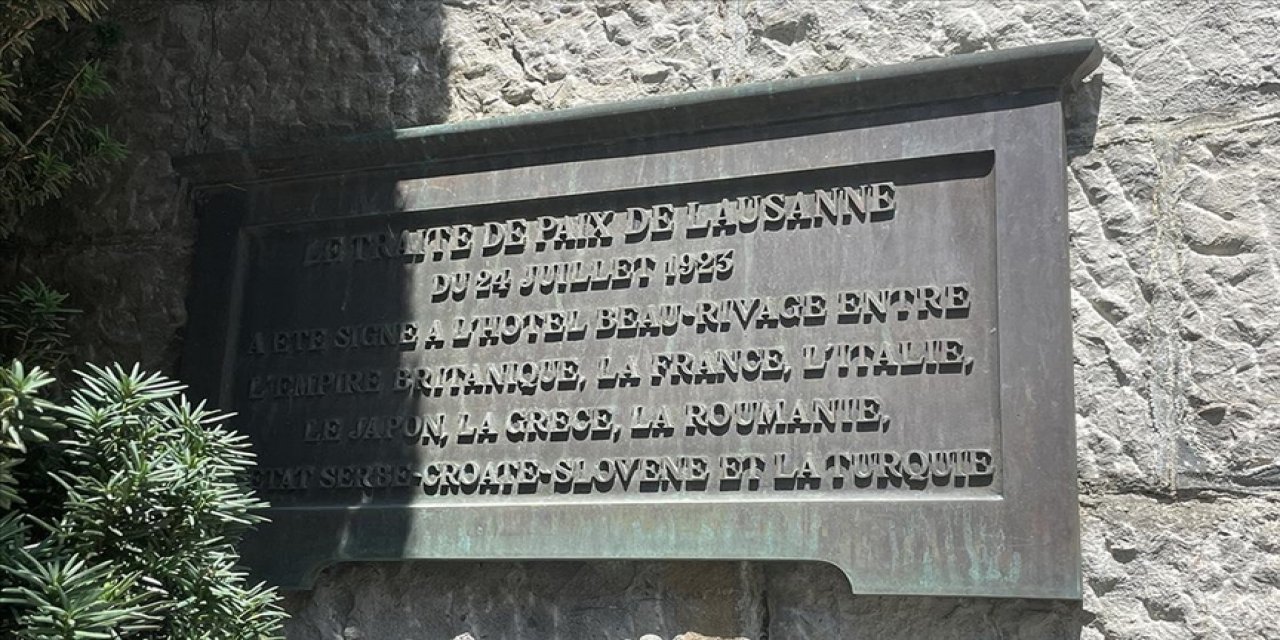 LE TRAITE DE PAIX DE LAUSANNE
DU 24 JUILLET 1923
A ETE SIGNE A L'HOTEL BEAU-RIVAGE ENTRE
L'EMPIRE BRITANIQUE, LA FRANCE, L'ITALIE,
LE JAPON, LA GRECE, LA ROUMANIE,
ETAT SERBE-CROATE-SLOVENE ET LA TURQUIE